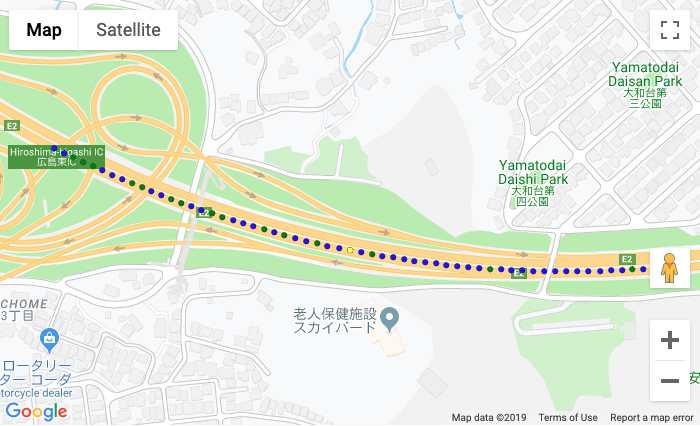 Map
Satellite
Yamatodai
Daisan Park
大和台第
三公園
E2
Hiroshima-Higashi IC
広島東IC
Yamatodai
Daishi Park
大和台第
四公園
E2
E2
E2
CHOME
3丁目
老人保健施設
スカイバード
ロータリー
ター コーダ
otorcycle dealer
安
Google
Map data ©2019
Terms of Use
Report a map error